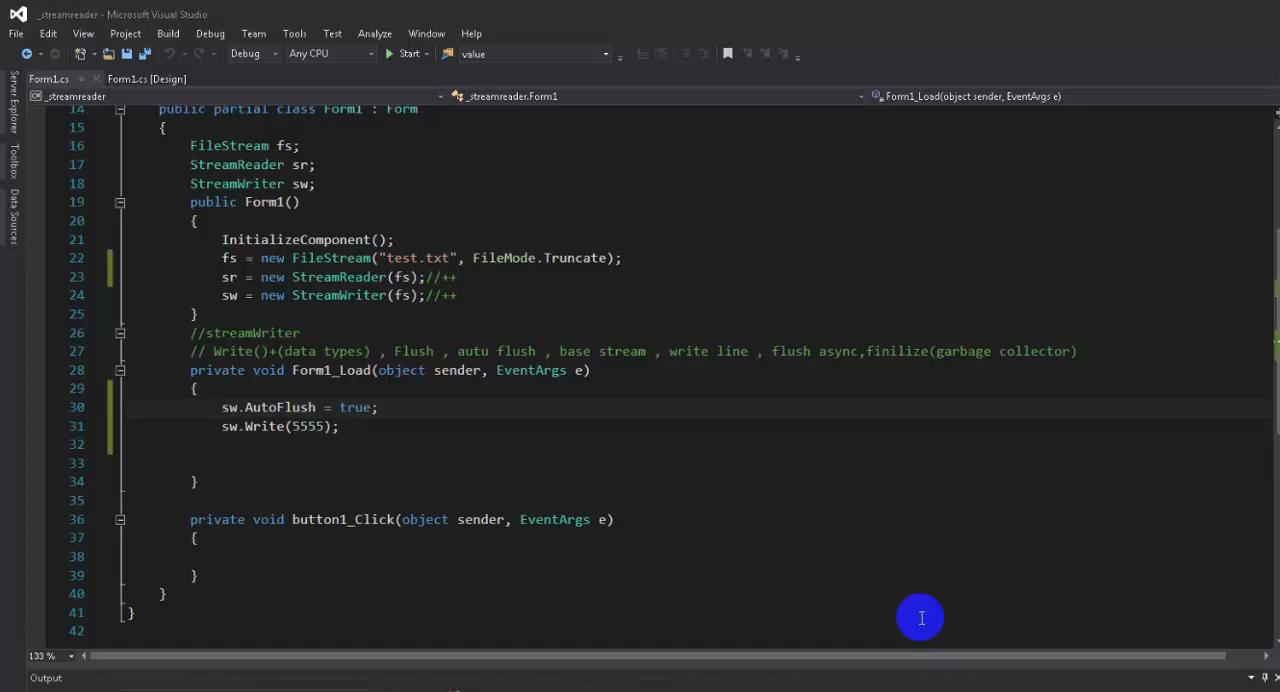 _streamreader - Microsoft Visual Studio
File Edit View Project Build Debug Team Tools Test Analyze Window Help
Debug Any CPU Start value
Form1.cs Form1.cs [Design]
_streamreader _streamreader.Form1 Form1_Load(object sender, EventArgs e)
Server Explorer
Toolbox
Data Sources
14 public partial class Form1 : Form
15 {
16 FileStream fs;
17 StreamReader sr;
18 StreamWriter sw;
19 public Form1()
20 {
21 InitializeComponent();
22 fs = new FileStream("test.txt", FileMode.Truncate);
23 sr = new StreamReader(fs);//++
24 sw = new StreamWriter(fs);//++
25 }
26 //streamWriter
27 // Write()+(data types) , Flush , autu flush , base stream , write line , flush async,finilize(garbage collector)
28 private void Form1_Load(object sender, EventArgs e)
29 {
30 sw.AutoFlush = true;
31 sw.Write(5555);
32
33
34 }
35
36 private void button1_Click(object sender, EventArgs e)
37 {
38
39 }
40 }
41 }
42
133 %
Output